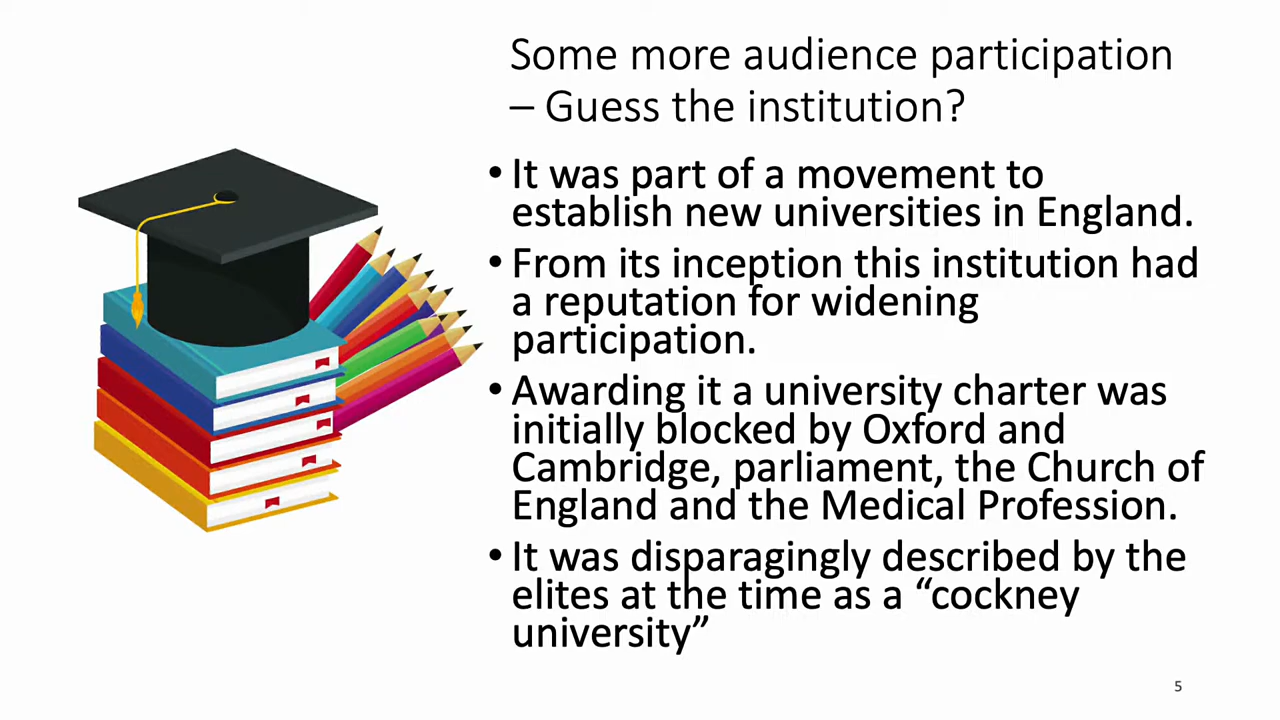 Some more audience participation
– Guess the institution?
• It was part of a movement to
establish new universities in England.
• From its inception this institution had
a reputation for widening
participation.
• Awarding it a university charter was
initially blocked by Oxford and
Cambridge, parliament, the Church of
England and the Medical Profession.
• It was disparagingly described by the
elites at the time as a “cockney
university”
5